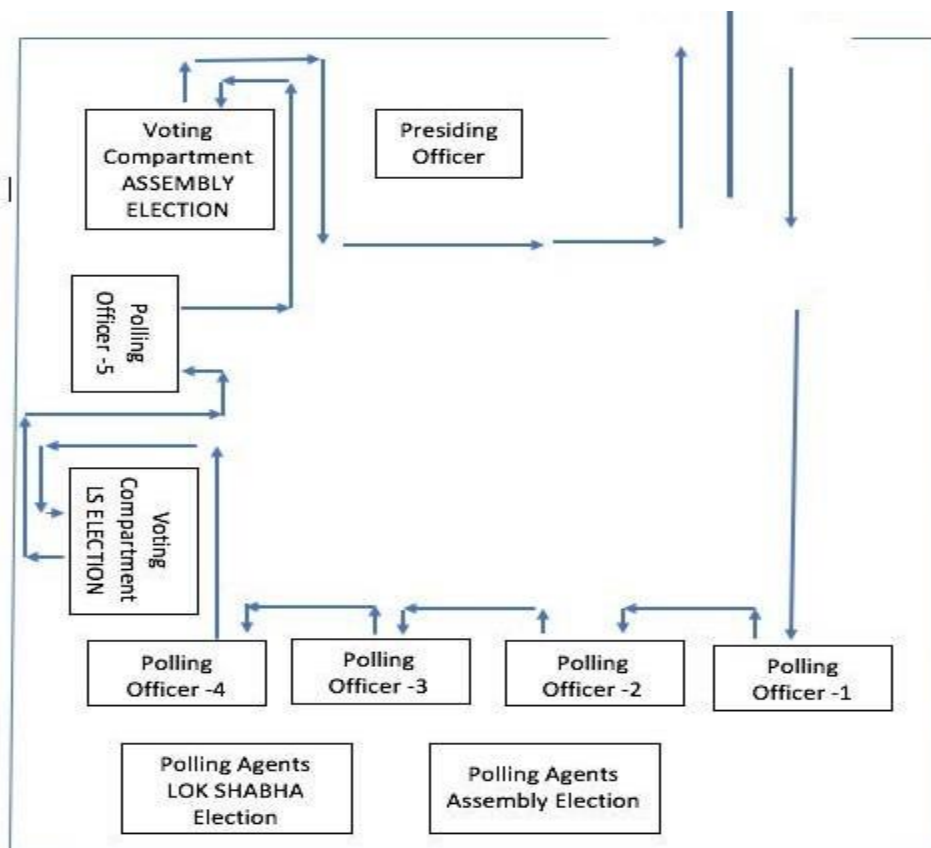 Voting
Compartment
ASSEMBLY
ELECTION
Presiding
Officer
Polling
Officer -5
Voting
Compartment
LS ELECTION
Polling
Officer -4
Polling
Officer -3
Polling
Officer -2
Polling
Officer -1
Polling Agents
LOK SHABHA
Election
Polling Agents
Assembly Election